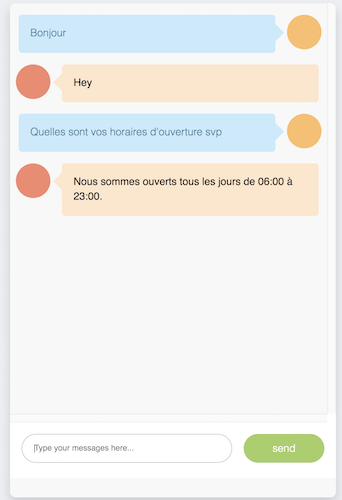 Bonjour
Hey
Quelles sont vos horaires d'ouverture svp
Nous sommes ouverts tous les jours de 06:00 à
23:00.
Type your messages here...
send